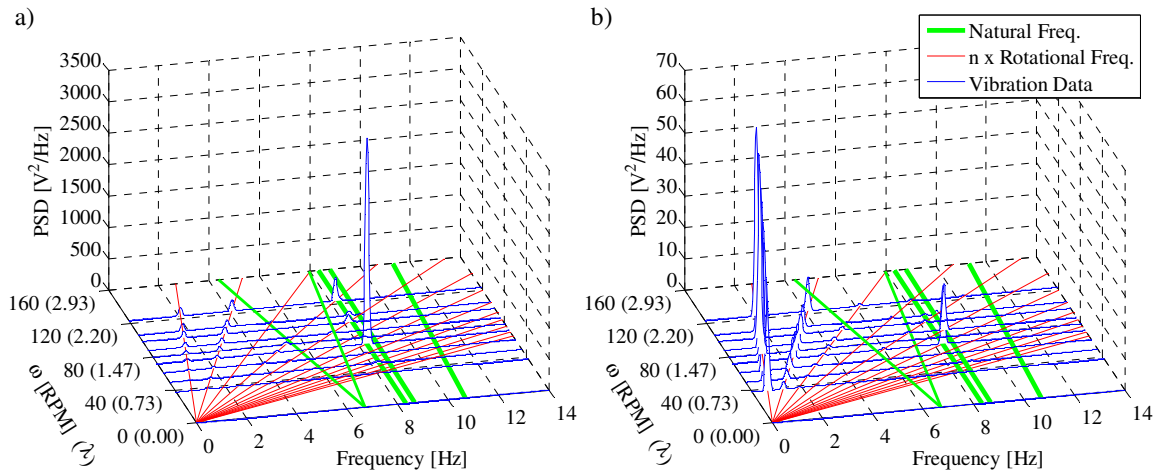 a)
3500
3000
2500
2000
1500
1000
500
0
PSD [V²/Hz]
160 (2.93)
120 (2.20)
80 (1.47)
40 (0.73)
0 (0.00)
ω [RPM] (λ)
0 2 4 6 8 10 12 14
Frequency [Hz]
b)
Natural Freq.
n x Rotational Freq.
Vibration Data
70
60
50
40
30
20
10
0
PSD [V²/Hz]
160 (2.93)
120 (2.20)
80 (1.47)
40 (0.73)
0 (0.00)
ω [RPM] (λ)
0 2 4 6 8 10 12 14
Frequency [Hz]